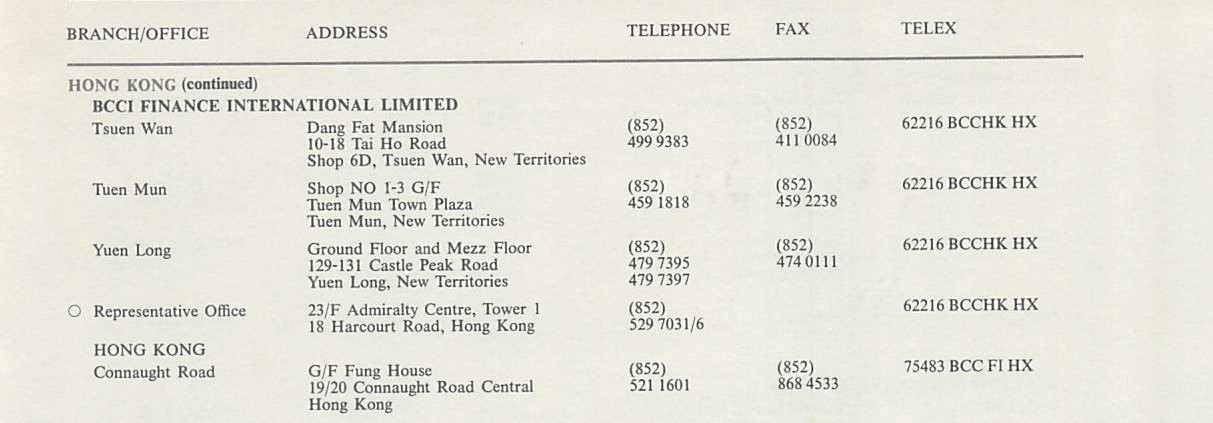 BRANCH/OFFICE ADDRESS TELEPHONE FAX TELEX
HONG KONG (continued)
BCCI FINANCE INTERNATIONAL LIMITED
Tsuen Wan Dang Fat Mansion (852) (852) 62216 BCCHK HX
10-18 Tai Ho Road 499 9383 411 0084
Shop 6D, Tsuen Wan, New Territories
Tuen Mun Shop NO 1-3 G/F (852) (852) 62216 BCCHK HX
Tuen Mun Town Plaza 459 1818 459 2238
Tuen Mun, New Territories
Yuen Long Ground Floor and Mezz Floor (852) (852) 62216 BCCHK HX
129-131 Castle Peak Road 479 7395 474 0111
Yuen Long, New Territories 479 7397
○ Representative Office 23/F Admiralty Centre, Tower 1 (852) 62216 BCCHK HX
18 Harcourt Road, Hong Kong 529 7031/6
HONG KONG
Connaught Road G/F Fung House (852) (852) 75483 BCC FI HX
19/20 Connaught Road Central 521 1601 868 4533
Hong Kong